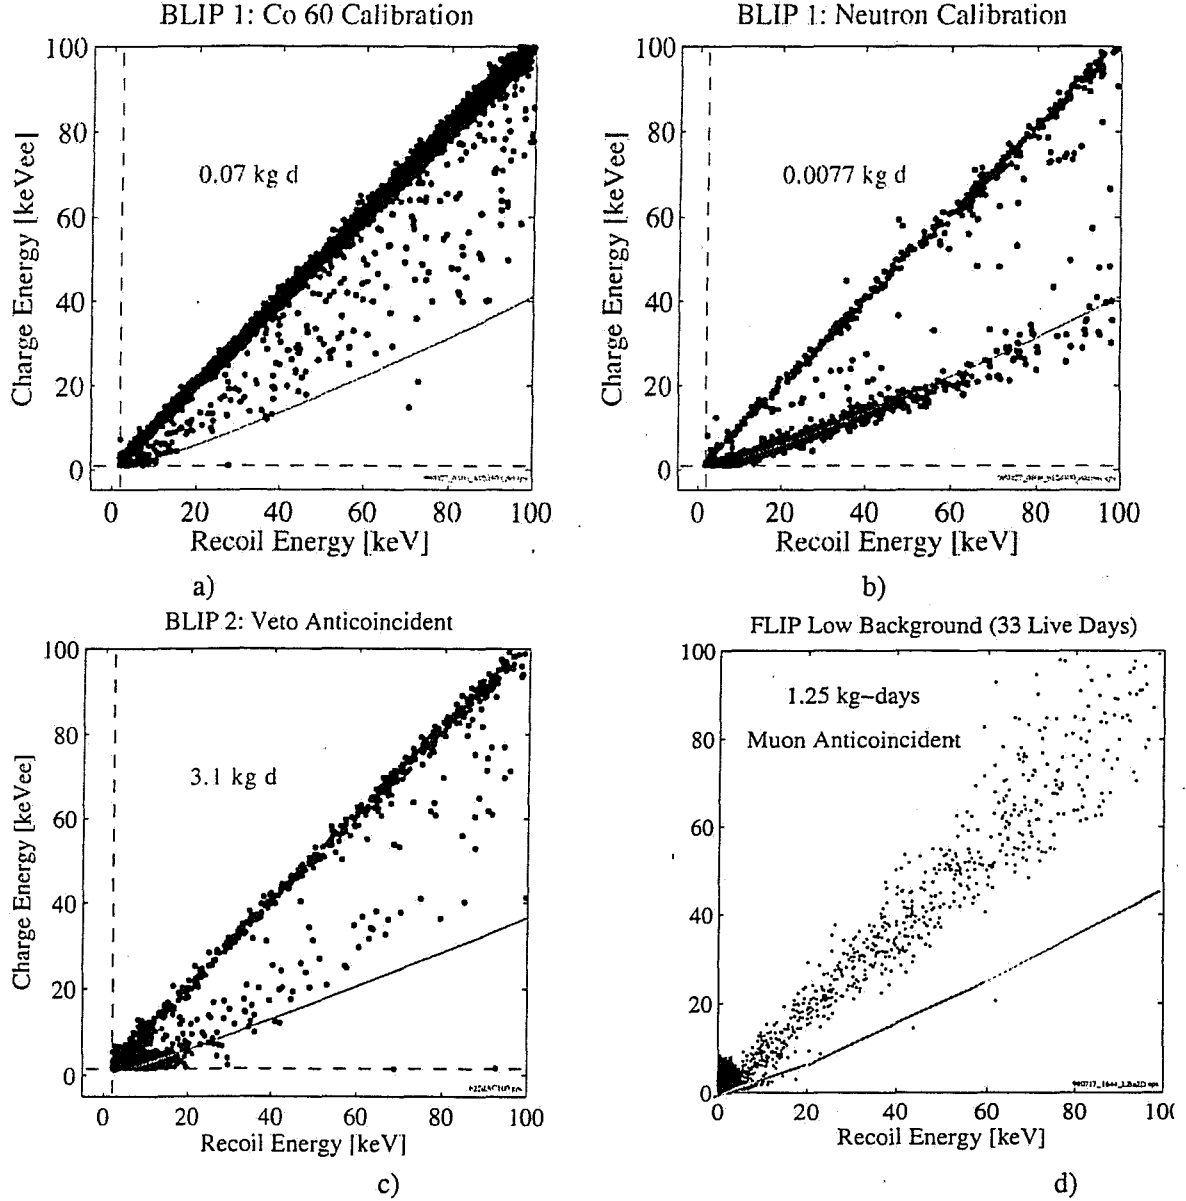 BLIP 1: Co 60 Calibration
100
80
60
40
20
0
Charge Energy [keVee]
0.07 kg d
0 20 40 60 80 100
Recoil Energy [keV]
a)
BLIP 1: Neutron Calibration
100
80
60
40
20
0
Charge Energy [keVee]
0.0077 kg d
0 20 40 60 80 100
Recoil Energy [keV]
b)
BLIP 2: Veto Anticoincident
100
80
60
40
20
0
Charge Energy [keVee]
3.1 kg d
0 20 40 60 80 100
Recoil Energy [keV]
c)
FLIP Low Background (33 Live Days)
100
80
60
40
20
0
1.25 kg-days
Muon Anticoincident
0 20 40 60 80 100
Recoil Energy [keV]
d)